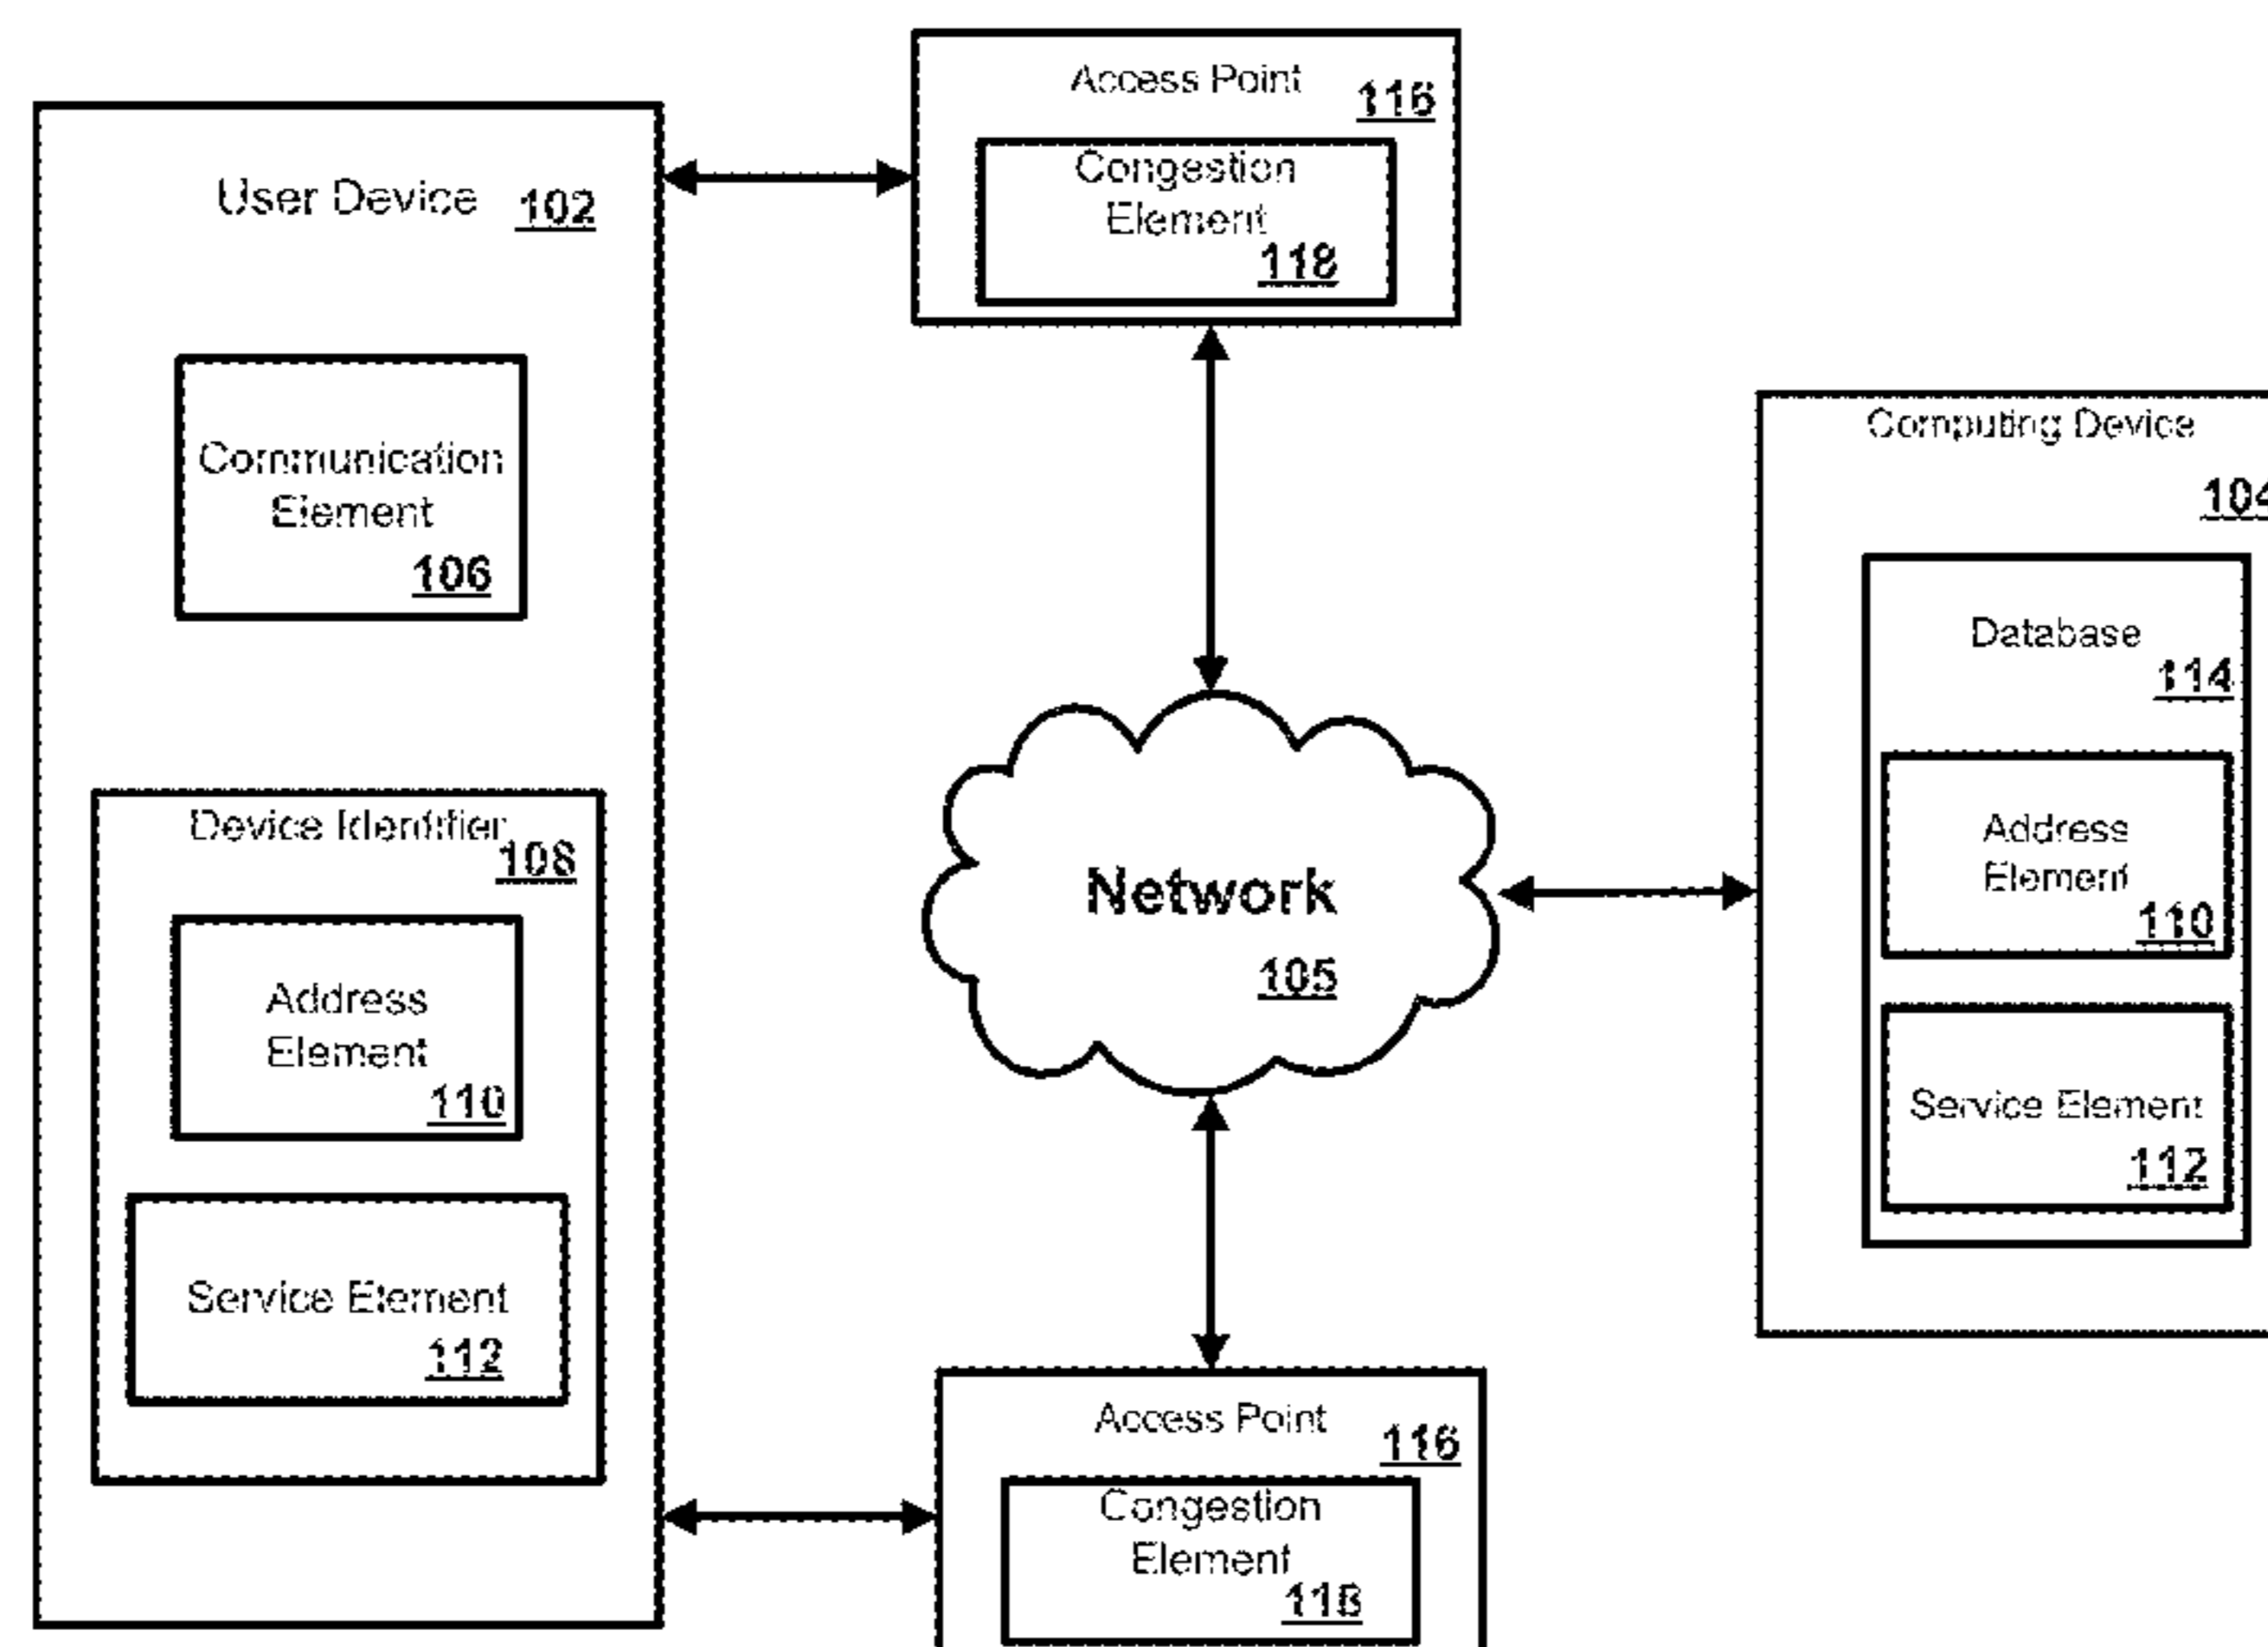 Access Point
116
Congestion
Element
118
User Device 102
Communication
Element
106
Device Identifier
108
Address
Element
110
Service Element
112
Network
105
Computing Device
104
Database
114
Address
Element
110
Service Element
112
Access Point
116
Congestion
Element
118